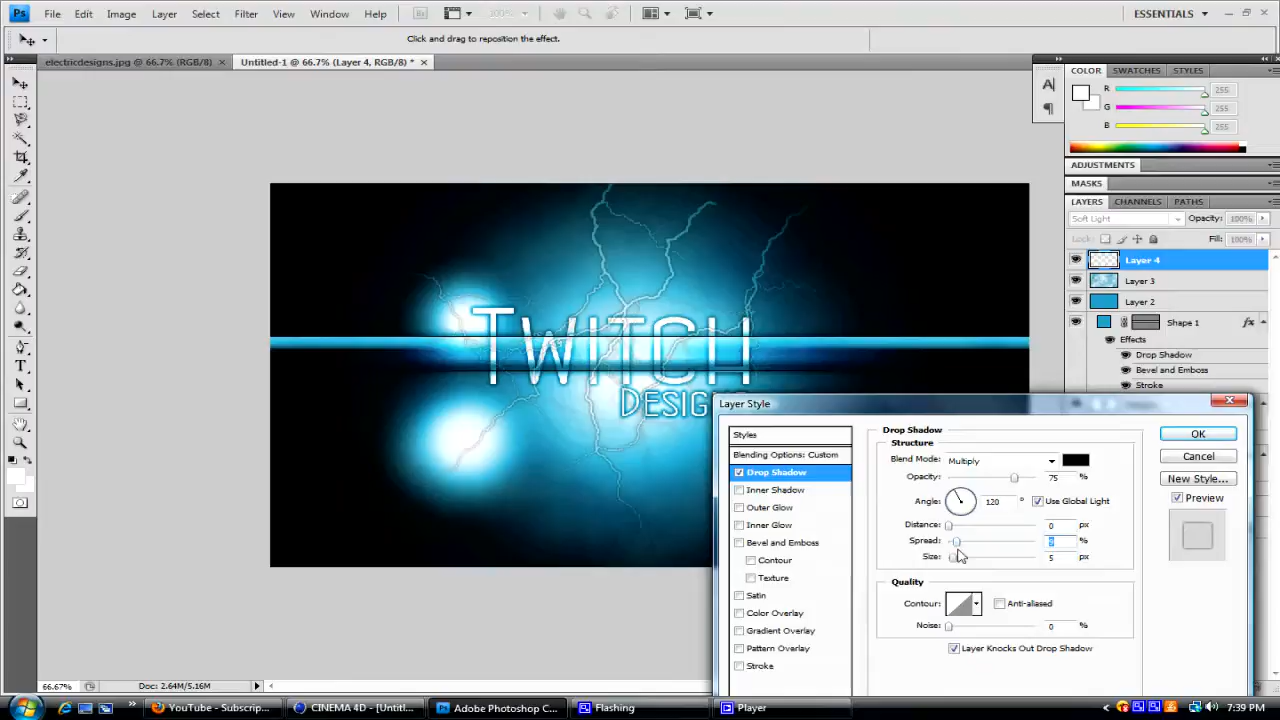 Ps File Edit Image Layer Select Filter Analysis View Window Help Br 100% ESSENTIALS
Click and drag to reposition the effect.
electricdesigns.jpg @ 66.7% (RGB/8) × Untitled-1 @ 66.7% (Layer 4, RGB/8) * ×
COLOR SWATCHES STYLES
R 255
G 255
B 255
ADJUSTMENTS
MASKS
LAYERS CHANNELS PATHS
Soft Light Opacity: 100%
Lock: Fill: 100%
Layer 4
Layer 3
Layer 2
Shape 1 fx
Effects
Drop Shadow
Bevel and Emboss
Stroke
Twitch
Desig
Layer Style
Styles
Blending Options: Custom
Drop Shadow
Inner Shadow
Outer Glow
Inner Glow
Bevel and Emboss
Contour
Texture
Satin
Color Overlay
Gradient Overlay
Pattern Overlay
Stroke
Drop Shadow
Structure
Blend Mode: Multiply
Opacity: 75 %
Angle: 120 ° Use Global Light
Distance: 0 px
Spread: 9 %
Size: 5 px
Quality
Contour: Anti-aliased
Noise: 0 %
Layer Knocks Out Drop Shadow
OK
Cancel
New Style...
Preview
66.67% Doc: 2.64M/5.16M
YouTube - Subscrip... CINEMA 4D - [Untitl... Adobe Photoshop C... Flashing Player 7:39 PM